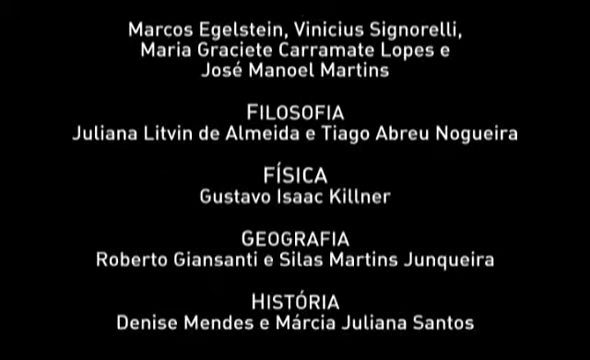 Marcos Egelstein, Vinicius Signorelli,
Maria Graciete Carramate Lopes e
José Manoel Martins
FILOSOFIA
Juliana Litvin de Almeida e Tiago Abreu Nogueira
FÍSICA
Gustavo Isaac Killner
GEOGRAFIA
Roberto Giansanti e Silas Martins Junqueira
HISTÓRIA
Denise Mendes e Márcia Juliana Santos